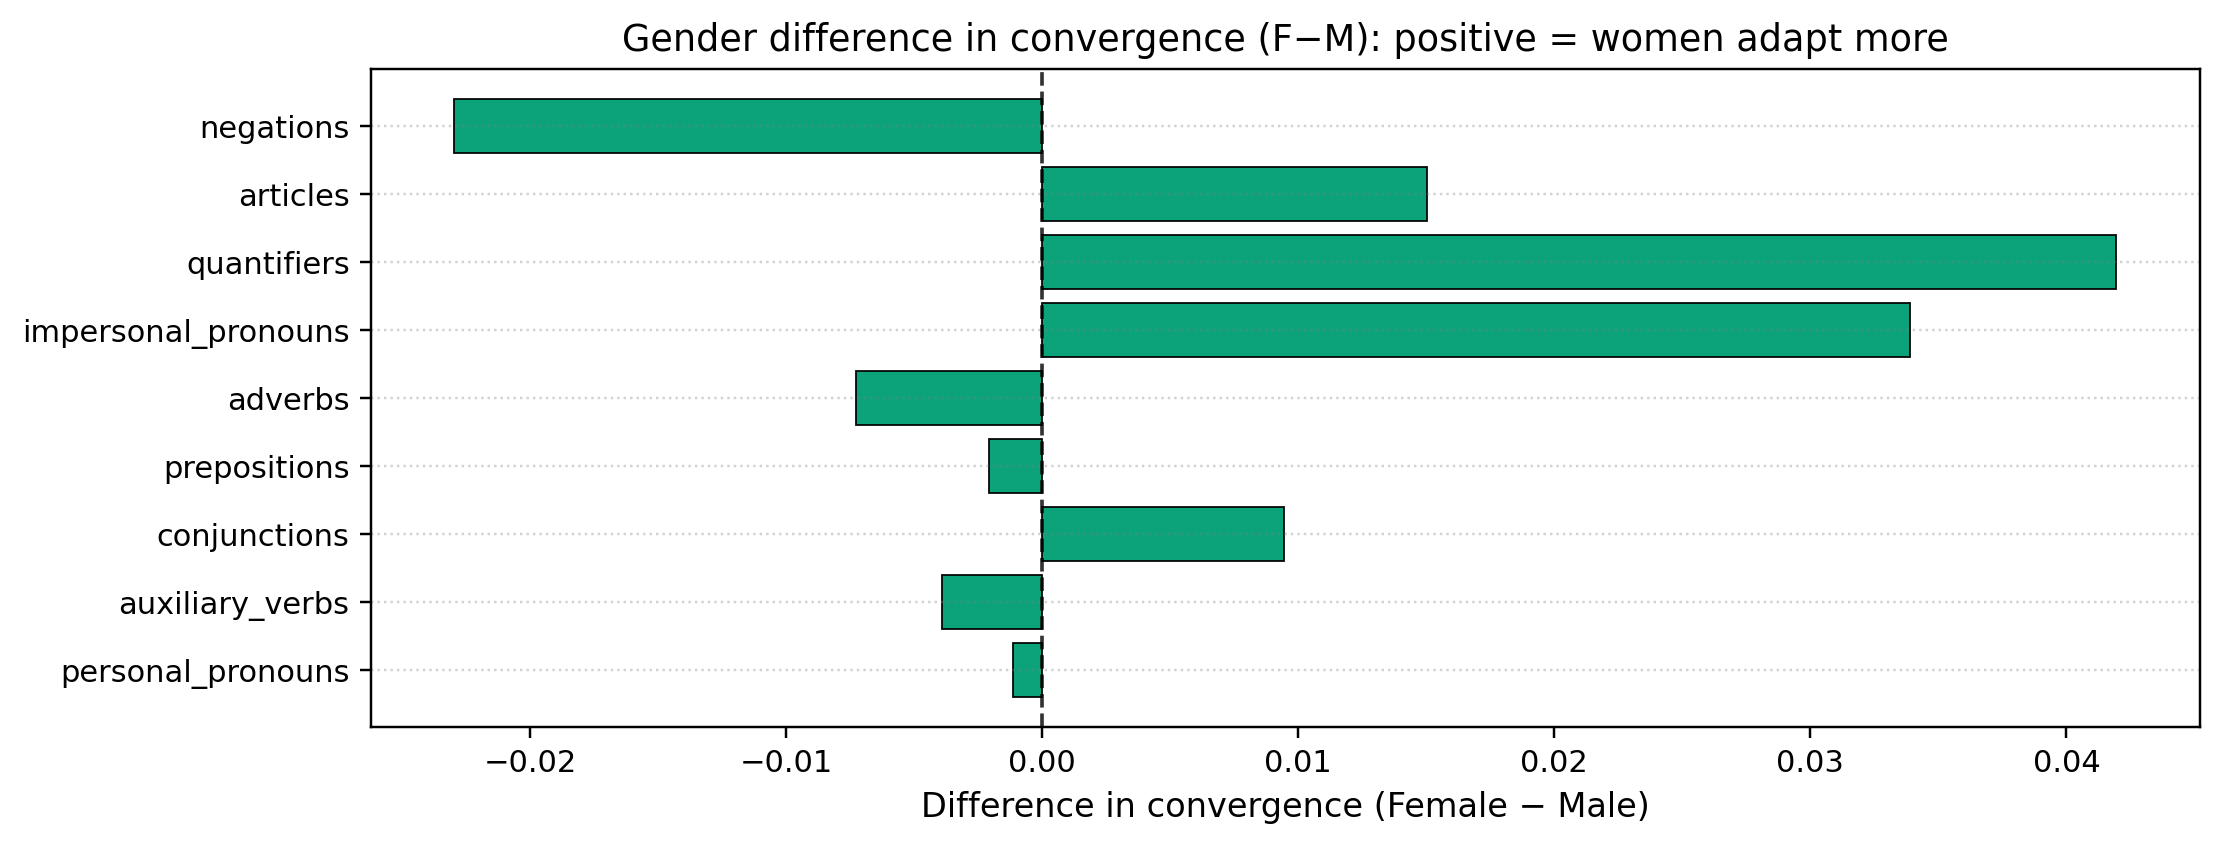 Gender difference in convergence (F−M): positive = women adapt more
negations
articles
quantifiers
impersonal_pronouns
adverbs
prepositions
conjunctions
auxiliary_verbs
personal_pronouns
−0.02 −0.01 0.00 0.01 0.02 0.03 0.04
Difference in convergence (Female − Male)